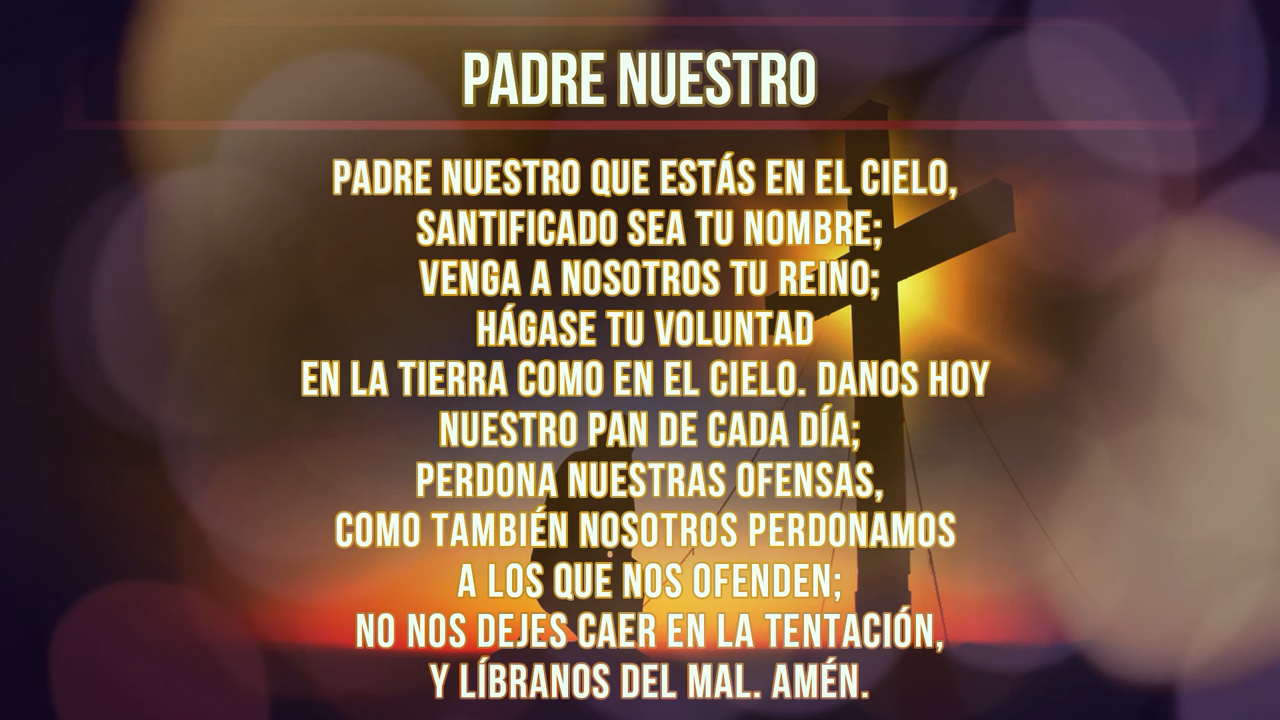 PADRE NUESTRO
PADRE NUESTRO QUE ESTÁS EN EL CIELO,
SANTIFICADO SEA TU NOMBRE;
VENGA A NOSOTROS TU REINO;
HÁGASE TU VOLUNTAD
EN LA TIERRA COMO EN EL CIELO. DANOS HOY
NUESTRO PAN DE CADA DÍA;
PERDONA NUESTRAS OFENSAS,
COMO TAMBIÉN NOSOTROS PERDONAMOS
A LOS QUE NOS OFENDEN;
NO NOS DEJES CAER EN LA TENTACIÓN,
Y LÍBRANOS DEL MAL. AMÉN.